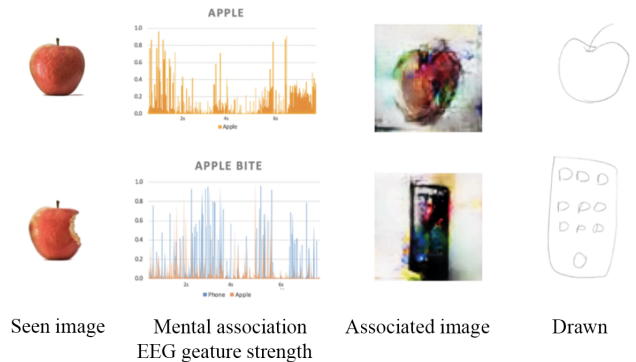 APPLE
1.0
0.8
0.6
0.4
0.2
0.0
2s 4s 6s
Apple
APPLE BITE
1.0
0.8
0.6
0.4
0.2
0.0
2s 4s 6s
Phone Apple
Seen image Mental association Associated image Drawn
EEG geature strength